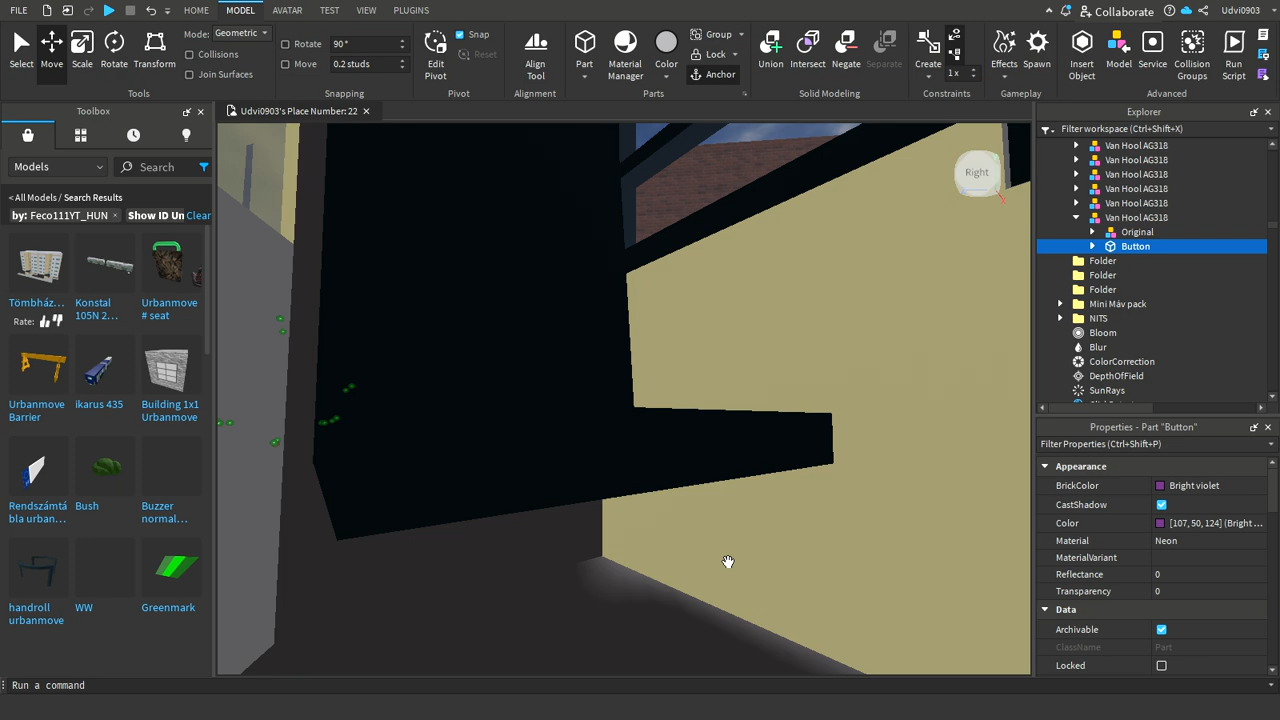 FILE HOME MODEL AVATAR TEST VIEW PLUGINS Collaborate Udvi0903
Select Move Scale Rotate Transform
Mode: Geometric
Collisions
Join Surfaces
Tools
Rotate 90°
Move 0.2 studs
Snapping
Edit Pivot
Snap
Reset
Pivot
Align Tool
Alignment
Part Material Manager Color
Group
Lock
Anchor
Parts
Union Intersect Negate Separate
Solid Modeling
Create
1 x
Constraints
Effects Spawn
Gameplay
Insert Object Model Service Collision Groups Run Script
Advanced
Toolbox
Models Search
< All Models / Search Results
by: Feco111YT_HUN × Show ID Un Clear
Tömbház...
Rate:
Konstal 105N 2...
Urbanmove # seat
Urbanmove Barrier
ikarus 435
Building 1x1 Urbanmove
Rendszámtá bla urban...
Bush
Buzzer normal...
handroll urbanmove
WW
Greenmark
Udvi0903's Place Number: 22 ×
Right
X
Explorer
Filter workspace (Ctrl+Shift+X)
Van Hool AG318
Van Hool AG318
Van Hool AG318
Van Hool AG318
Van Hool AG318
Van Hool AG318
Original
Button
Folder
Folder
Folder
Mini Máv pack
NITS
Bloom
Blur
ColorCorrection
DepthOfField
SunRays
Properties - Part "Button"
Filter Properties (Ctrl+Shift+P)
Appearance
BrickColor Bright violet
CastShadow
Color [107, 50, 124] (Bright ...
Material Neon
MaterialVariant
Reflectance 0
Transparency 0
Data
Archivable
ClassName Part
Locked
Run a command